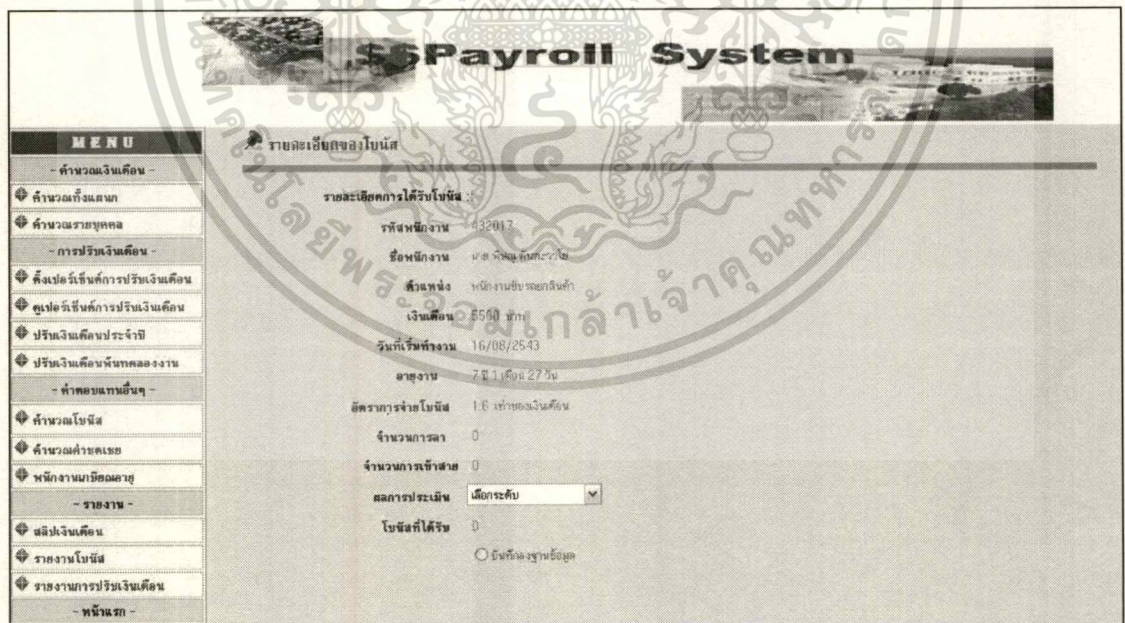 SSPayroll System
MENU
- คำนวณเงินเดือน -
คำนวณทั้งแผนก
คำนวณรายบุคคล
- การปรับเงินเดือน -
ตั้งเปอร์เซ็นต์การปรับเงินเดือน
ดูเปอร์เซ็นต์การปรับเงินเดือน
ปรับเงินเดือนประจำปี
ปรับเงินเดือนพ้นทดลองงาน
- ค่าตอบแทนอื่นๆ -
คำนวณโบนัส
คำนวณค่าชดเชย
พนักงานเกษียณอายุ
- รายงาน -
สลิปเงินเดือน
รายงานโบนัส
รายงานการปรับเงินเดือน
- หน้าแรก -
รายละเอียดของโบนัส
รายละเอียดการได้รับโบนัส ::
รหัสพนักงาน 432017
ชื่อพนักงาน นาย
ตำแหน่ง พนักงานขับรถยกสินค้า
เงินเดือน 5500 บาท
วันที่เริ่มทำงาน 16/08/2543
อายุงาน 7 ปี 1 เดือน 27 วัน
อัตราการจ่ายโบนัส 1.6 เท่าของเงินเดือน
จำนวนการลา 0
จำนวนการเข้าสาย 0
ผลการประเมิน เลือกระดับ
โบนัสที่ได้รับ 0
บันทึกลงฐานข้อมูล